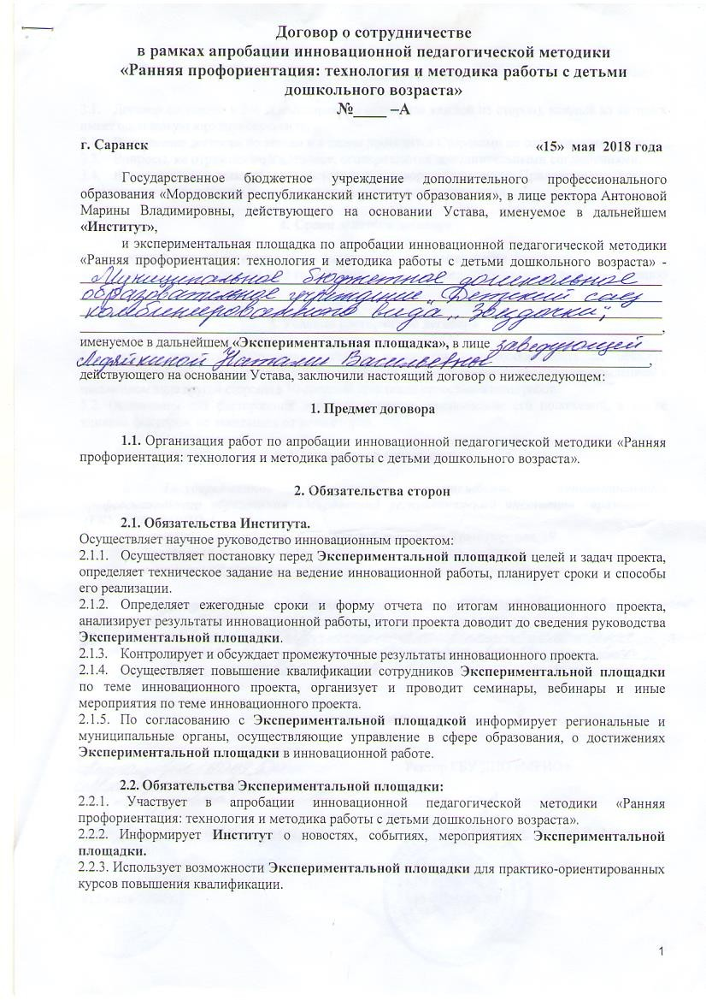 Договор о сотрудничестве
в рамках апробации инновационной педагогической методики
«Ранняя профориентация: технология и методика работы с детьми
дошкольного возраста»
№____ –А
г. Саранск «15» мая 2018 года
Государственное бюджетное учреждение дополнительного профессионального
образования «Мордовский республиканский институт образования», в лице ректора Антоновой
Марины Владимировны, действующего на основании Устава, именуемое в дальнейшем
«Институт»,
и экспериментальная площадка по апробации инновационной педагогической методики
«Ранняя профориентация: технология и методика работы с детьми дошкольного возраста» -
Муниципальное бюджетное дошкольное
образовательное учреждение "Детский сад
комбинированного вида "Звездочки",
именуемое в дальнейшем «Экспериментальная площадка», в лице заведующей
Ледяйкиной Натальи Васильевны,
действующего на основании Устава, заключили настоящий договор о нижеследующем:
1. Предмет договора
1.1. Организация работ по апробации инновационной педагогической методики «Ранняя
профориентация: технология и методика работы с детьми дошкольного возраста».
2. Обязательства сторон
2.1. Обязательства Института.
Осуществляет научное руководство инновационным проектом:
2.1.1. Осуществляет постановку перед Экспериментальной площадкой целей и задач проекта,
определяет техническое задание на ведение инновационной работы, планирует сроки и способы
его реализации.
2.1.2. Определяет ежегодные сроки и форму отчета по итогам инновационного проекта,
анализирует результаты инновационной работы, итоги проекта доводит до сведения руководства
Экспериментальной площадки.
2.1.3. Контролирует и обсуждает промежуточные результаты инновационного проекта.
2.1.4. Осуществляет повышение квалификации сотрудников Экспериментальной площадки
по теме инновационного проекта, организует и проводит семинары, вебинары и иные
мероприятия по теме инновационного проекта.
2.1.5. По согласованию с Экспериментальной площадкой информирует региональные и
муниципальные органы, осуществляющие управление в сфере образования, о достижениях
Экспериментальной площадки в инновационной работе.
2.2. Обязательства Экспериментальной площадки:
2.2.1. Участвует в апробации инновационной педагогической методики «Ранняя
профориентация: технология и методика работы с детьми дошкольного возраста».
2.2.2. Информирует Институт о новостях, событиях, мероприятиях Экспериментальной
площадки.
2.2.3. Использует возможности Экспериментальной площадки для практико-ориентированных
курсов повышения квалификации.
1